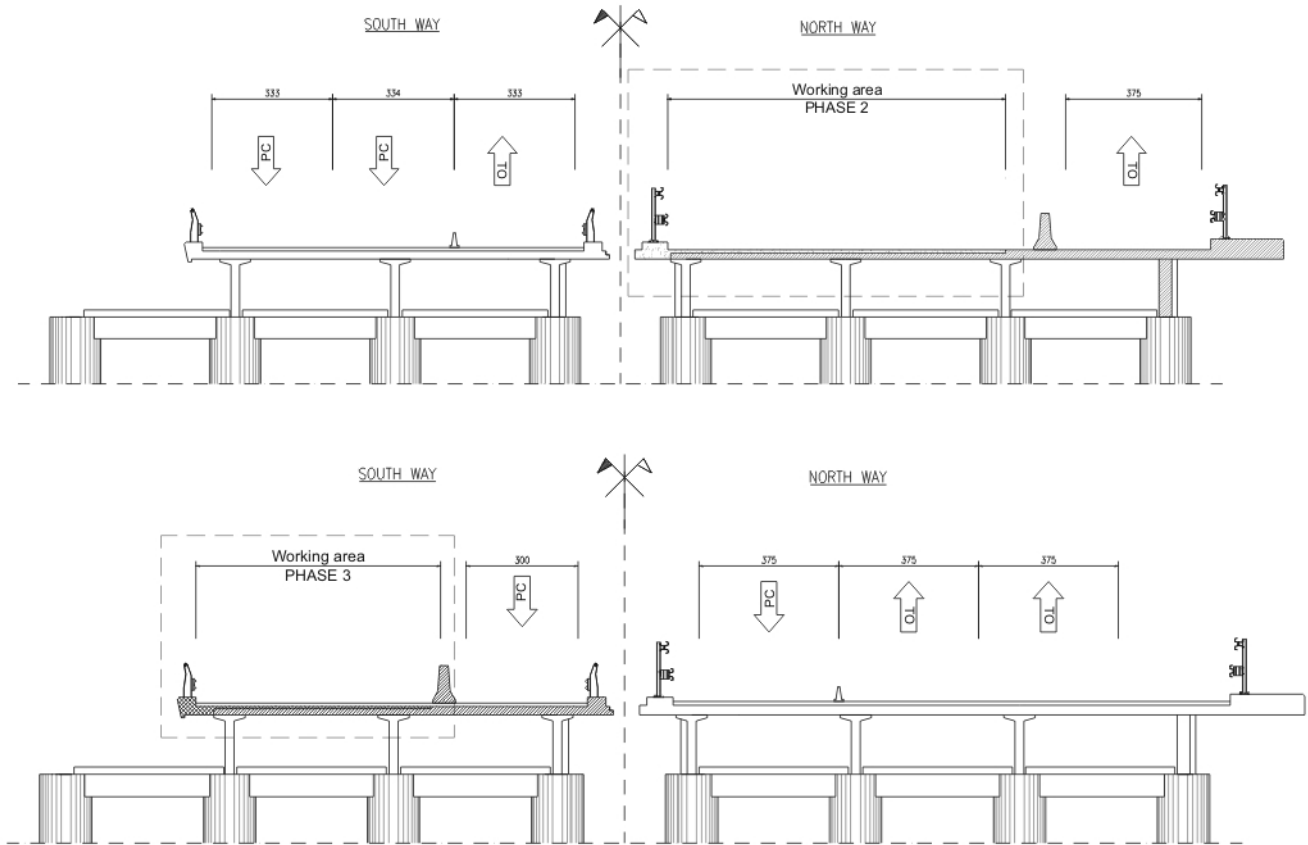 SOUTH WAY
NORTH WAY
333
334
333
Working area
PHASE 2
375
PC
PC
TO
TO
SOUTH WAY
NORTH WAY
Working area
PHASE 3
300
375
375
375
PC
PC
TO
TO